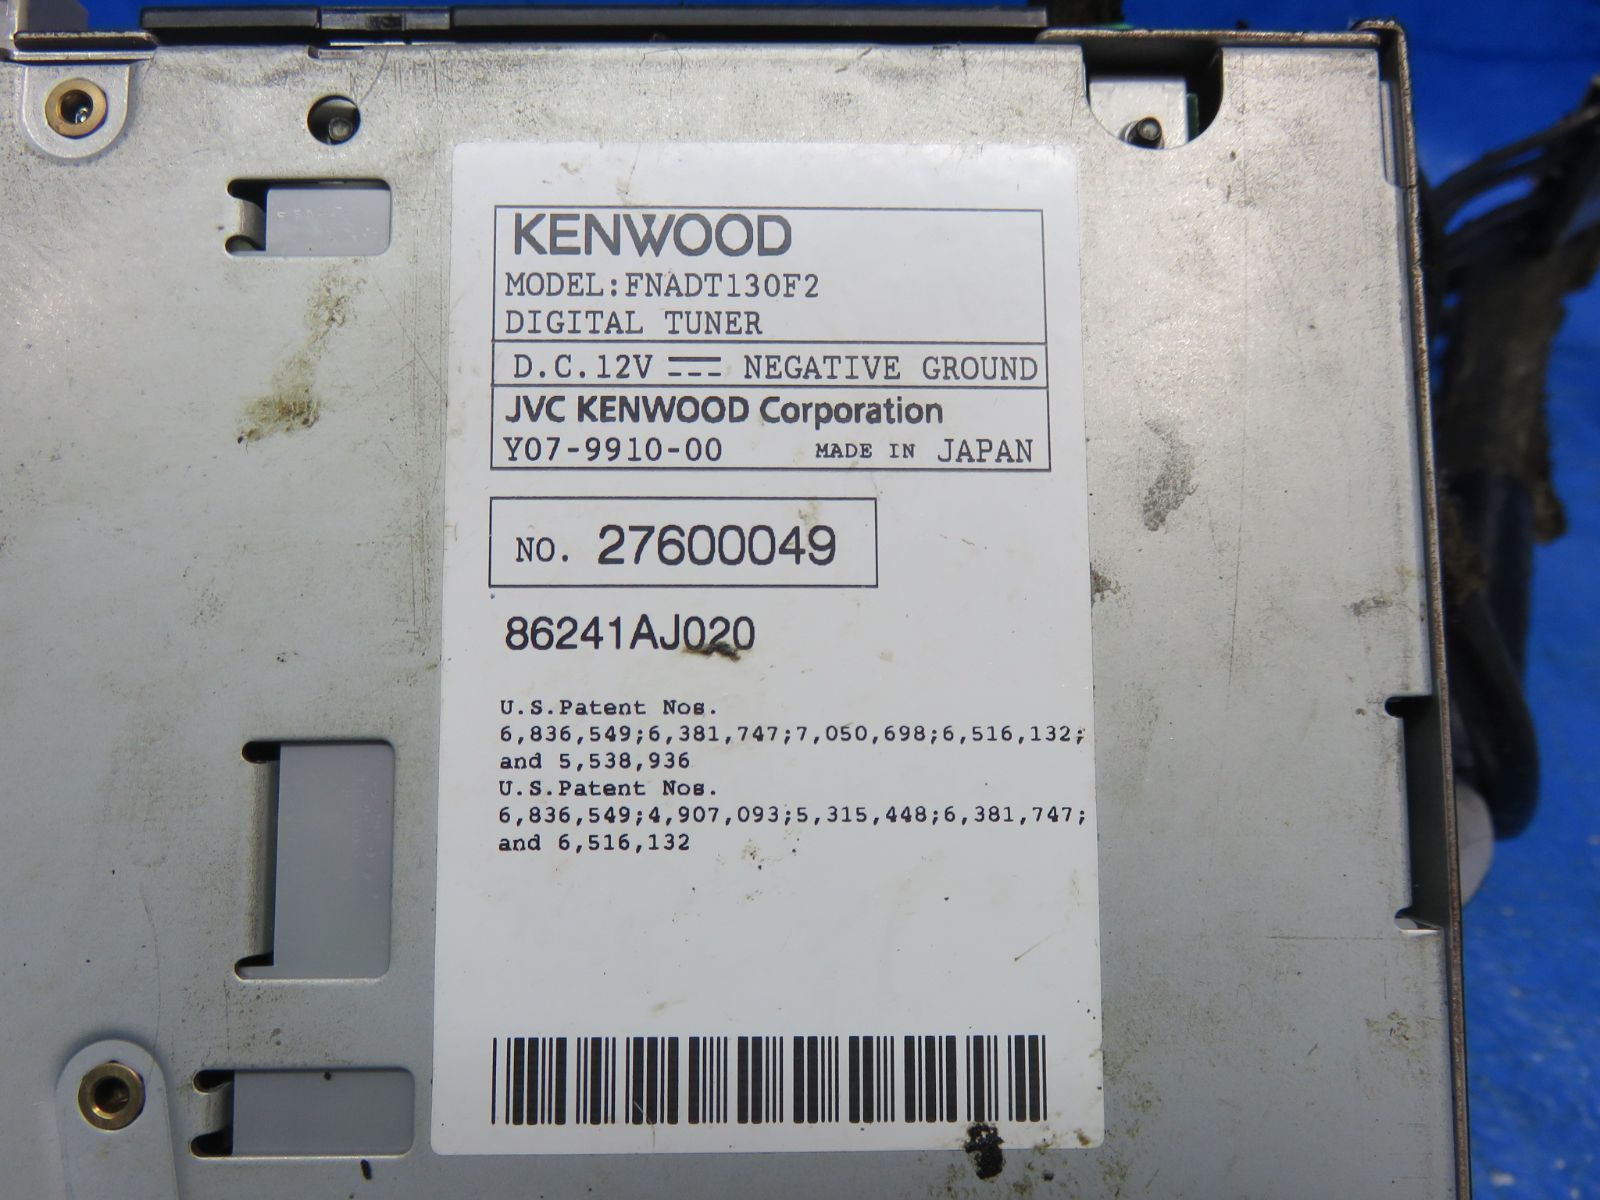 KENWOOD
MODEL:FNADT130F2
DIGITAL TUNER
D.C.12V NEGATIVE GROUND
JVC KENWOOD Corporation
Y07-9910-00 MADE IN JAPAN
NO. 27600049
86241AJ020
U.S.Patent Nos.
6,836,549;6,381,747;7,050,698;6,516,132;
and 5,538,936
U.S.Patent Nos.
6,836,549;4,907,093;5,315,448;6,381,747;
and 6,516,132